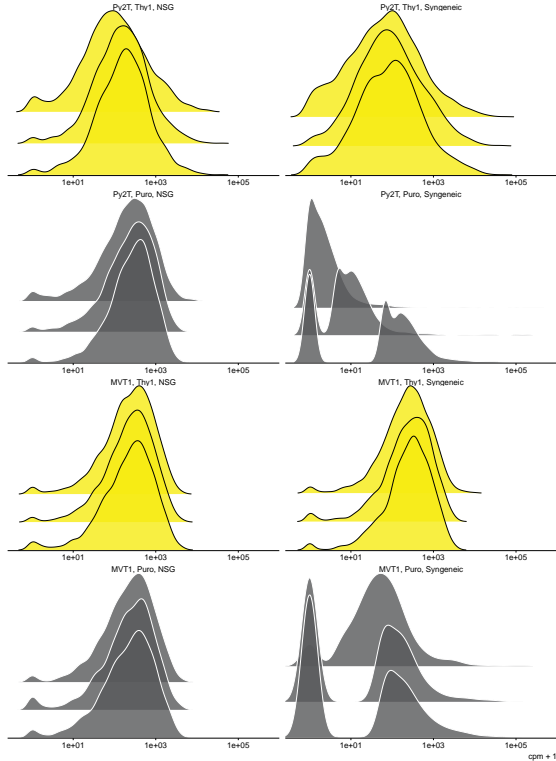 Py2T, Thy1, NSG
Py2T, Thy1, Syngeneic
1e+01 1e+03 1e+05
1e+01 1e+03 1e+05
Py2T, Puro, NSG
Py2T, Puro, Syngeneic
1e+01 1e+03 1e+05
1e+01 1e+03 1e+05
MVT1, Thy1, NSG
MVT1, Thy1, Syngeneic
1e+01 1e+03 1e+05
1e+01 1e+03 1e+05
MVT1, Puro, NSG
MVT1, Puro, Syngeneic
1e+01 1e+03 1e+05
1e+01 1e+03 1e+05
cpm + 1